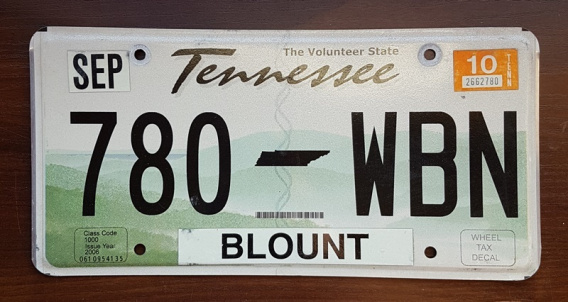 SEP
The Volunteer State
Tennessee
10
TENN
2662780
780 WBN
Class Code
1000
Issue Year
2006
0610854135
BLOUNT
WHEEL
TAX
DECAL